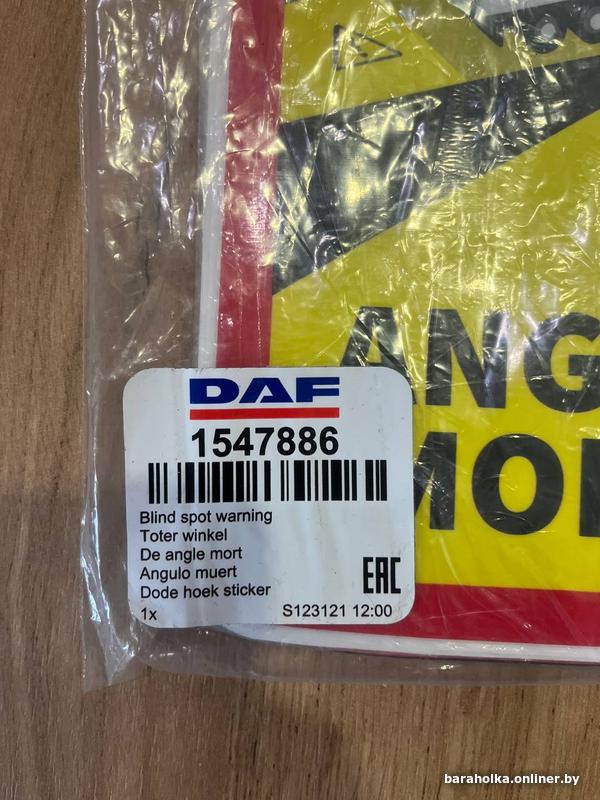 ANG
MOR
DAF
1547886
Blind spot warning
Toter winkel
De angle mort
Angulo muert
Dode hoek sticker
EAC
1x
S123121 12:00
baraholka.onliner.by